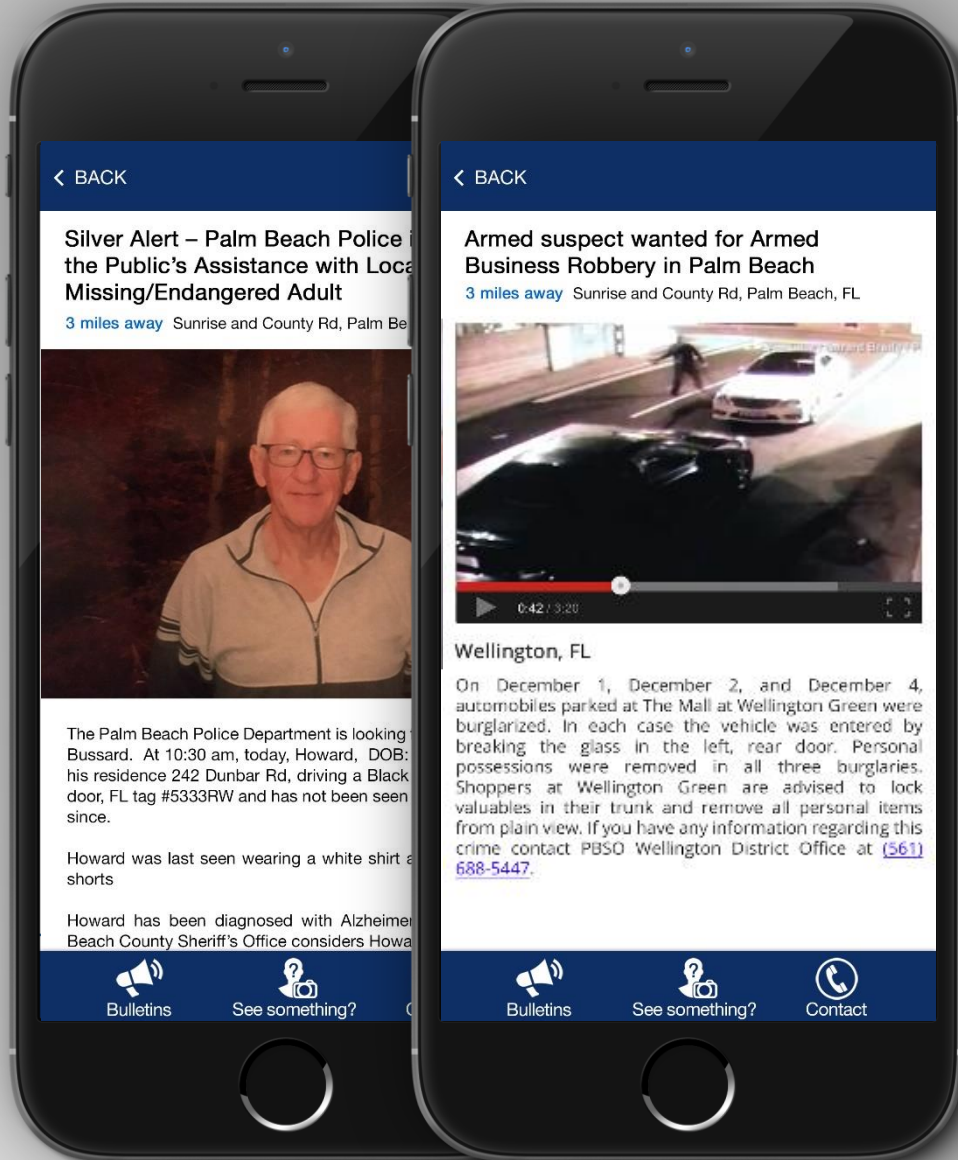 BACK
Silver Alert – Palm Beach Police
the Public's Assistance with
Missing/Endangered Adult
3 miles away Sunrise and County Rd, Palm
The Palm Beach Police Department is looking
Bussard. At 10:30 am, today, Howard, DOB:
his residence 242 Dunbar Rd, driving a Black
door, FL tag #5333RW and has not been seen
since.
Howard was last seen wearing a white shirt
shorts
Howard has been diagnosed with
Beach County Sheriff's Office considers
Bulletins
See something?
BACK
Armed suspect wanted for Armed
Business Robbery in Palm Beach
3 miles away Sunrise and County Rd, Palm Beach, FL
0:42 / 3:20
Wellington, FL
On December 1, December 2, and December 4,
automobiles parked at The Mall at Wellington Green were
burglarized. In each case the vehicle was entered by
breaking the glass in the left, rear door. Personal
possessions were removed in all three burglaries.
Shoppers at Wellington Green are advised to lock
valuables in their trunk and remove all personal items
from plain view. If you have any information regarding this
crime contact PBSO Wellington District Office at (561)
688-5447.
Bulletins
See something?
Contact